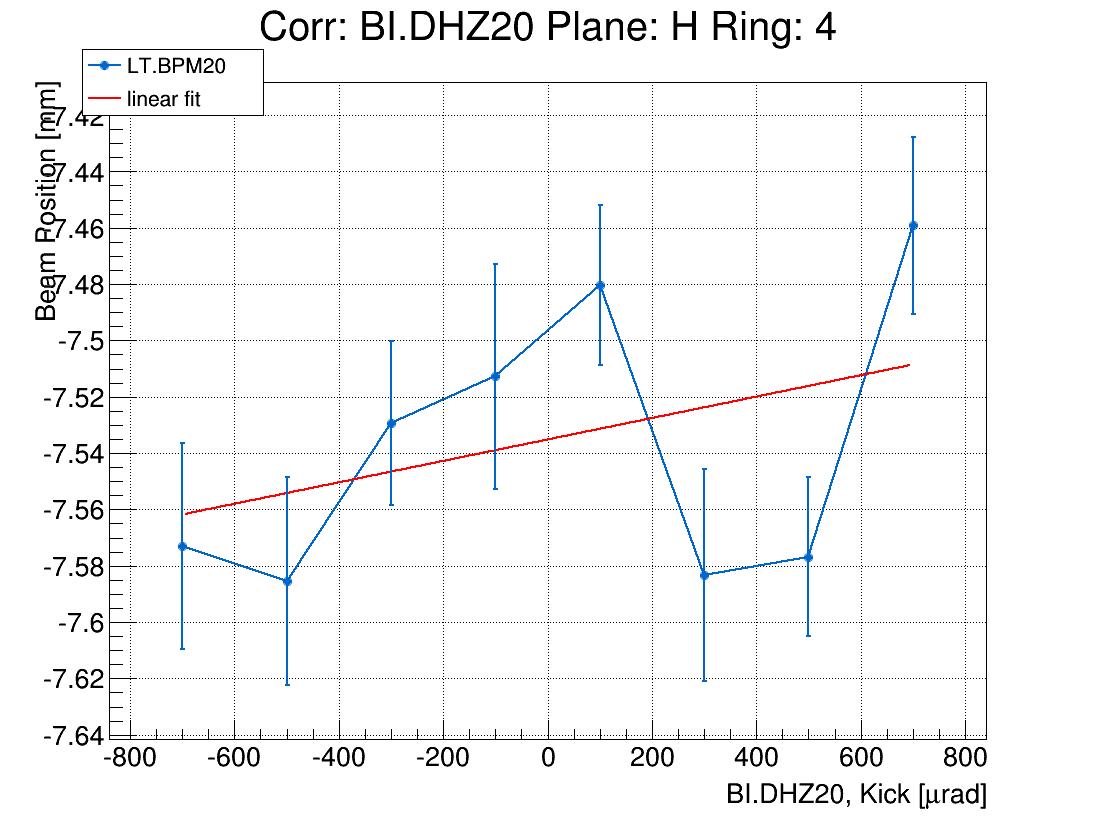 Corr: BI.DHZ20 Plane: H Ring: 4
LT.BPM20
linear fit
Beam Position [mm]
-7.42
-7.44
-7.46
-7.48
-7.5
-7.52
-7.54
-7.56
-7.58
-7.6
-7.62
-7.64
-800 -600 -400 -200 0 200 400 600 800
BI.DHZ20, Kick [μrad]